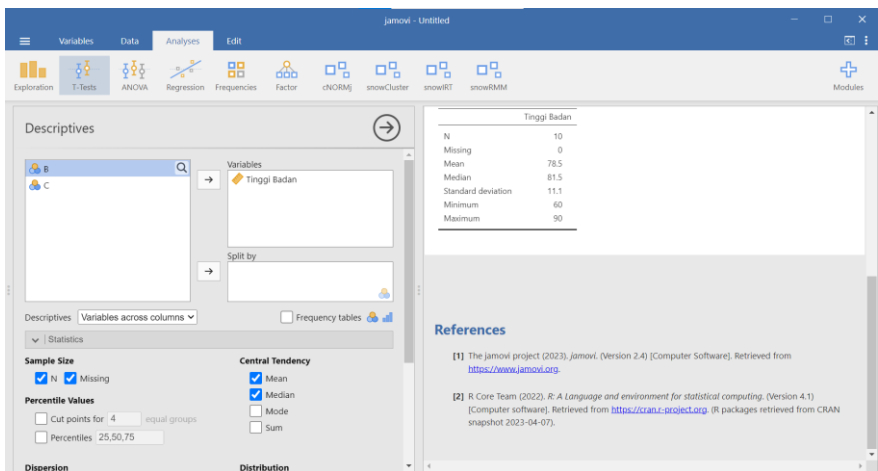 jamovi - Untitled
Variables Data Analyses Edit
Exploration T-Tests ANOVA Regression Frequencies Factor cNORMj snowCluster snowIRT snowRMM Modules
Descriptives
B
C
Variables
Tinggi Badan
Split by
Descriptives Variables across columns Frequency tables
Statistics
Sample Size
N Missing
Percentile Values
Cut points for 4 equal groups
Percentiles 25,50,75
Dispersion
Central Tendency
Mean
Median
Mode
Sum
Distribution
Tinggi Badan
N 10
Missing 0
Mean 78.5
Median 81.5
Standard deviation 11.1
Minimum 60
Maximum 90
References
[1] The jamovi project (2023). jamovi. (Version 2.4) [Computer Software]. Retrieved from
https://www.jamovi.org.
[2] R Core Team (2022). R: A Language and environment for statistical computing. (Version 4.1)
[Computer software]. Retrieved from https://cran.r-project.org. (R packages retrieved from CRAN
snapshot 2023-04-07).